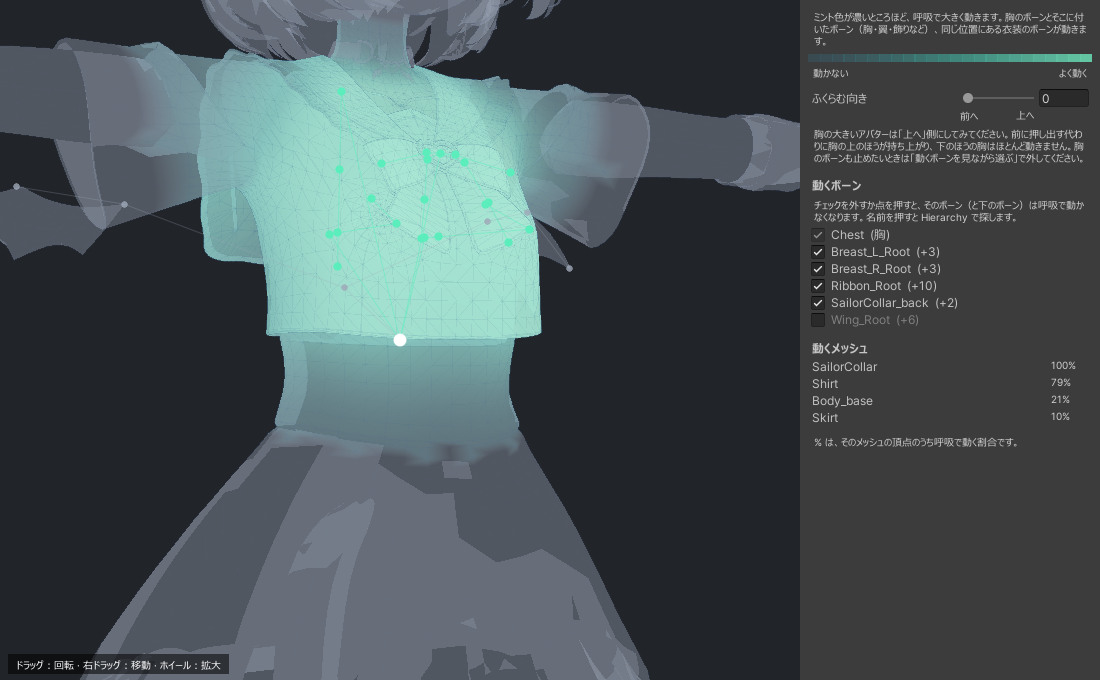 ミント色が濃いところほど、呼吸で大きく動きます。胸のボーンとそこに付
いたボーン（胸・翼・飾りなど）、同じ位置にある衣装のボーンが動きま
す。
動かない
よく動く
ふくらむ向き
0
前へ
上へ
胸の大きいアバターは「上へ」側にしてみてください。前に押し出す代わ
りに胸の上のほうが持ち上がり、下のほうの胸はほとんど動きません。胸
のボーンも止めたいときは「動くボーンを見ながら選ぶ」で外してください。
動くボーン
チェックを外すか点を押すと、そのボーン（と下のボーン）は呼吸で動か
なくなります。名前を押すと Hierarchy で探します。
Chest (胸)
Breast_L_Root (+3)
Breast_R_Root (+3)
Ribbon_Root (+10)
SailorCollar_back (+2)
Wing_Root (+6)
動くメッシュ
SailorCollar 100%
Shirt 79%
Body_base 21%
Skirt 10%
% は、そのメッシュの頂点のうち呼吸で動く割合です。
ドラッグ：回転・右ドラッグ：移動・ホイール：拡大